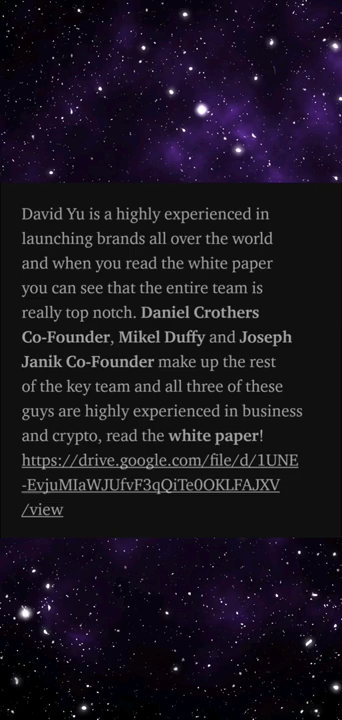 David Yu is a highly experienced in
launching brands all over the world
and when you read the white paper
you can see that the entire team is
really top notch. Daniel Crothers
Co-Founder, Mikel Duffy and Joseph
Janik Co-Founder make up the rest
of the key team and all three of these
guys are highly experienced in business
and crypto, read the white paper!
https://drive.google.com/file/d/1UNE
-EvjuMIaWJUfvF3qQiTe0OKLFAJXV
/view